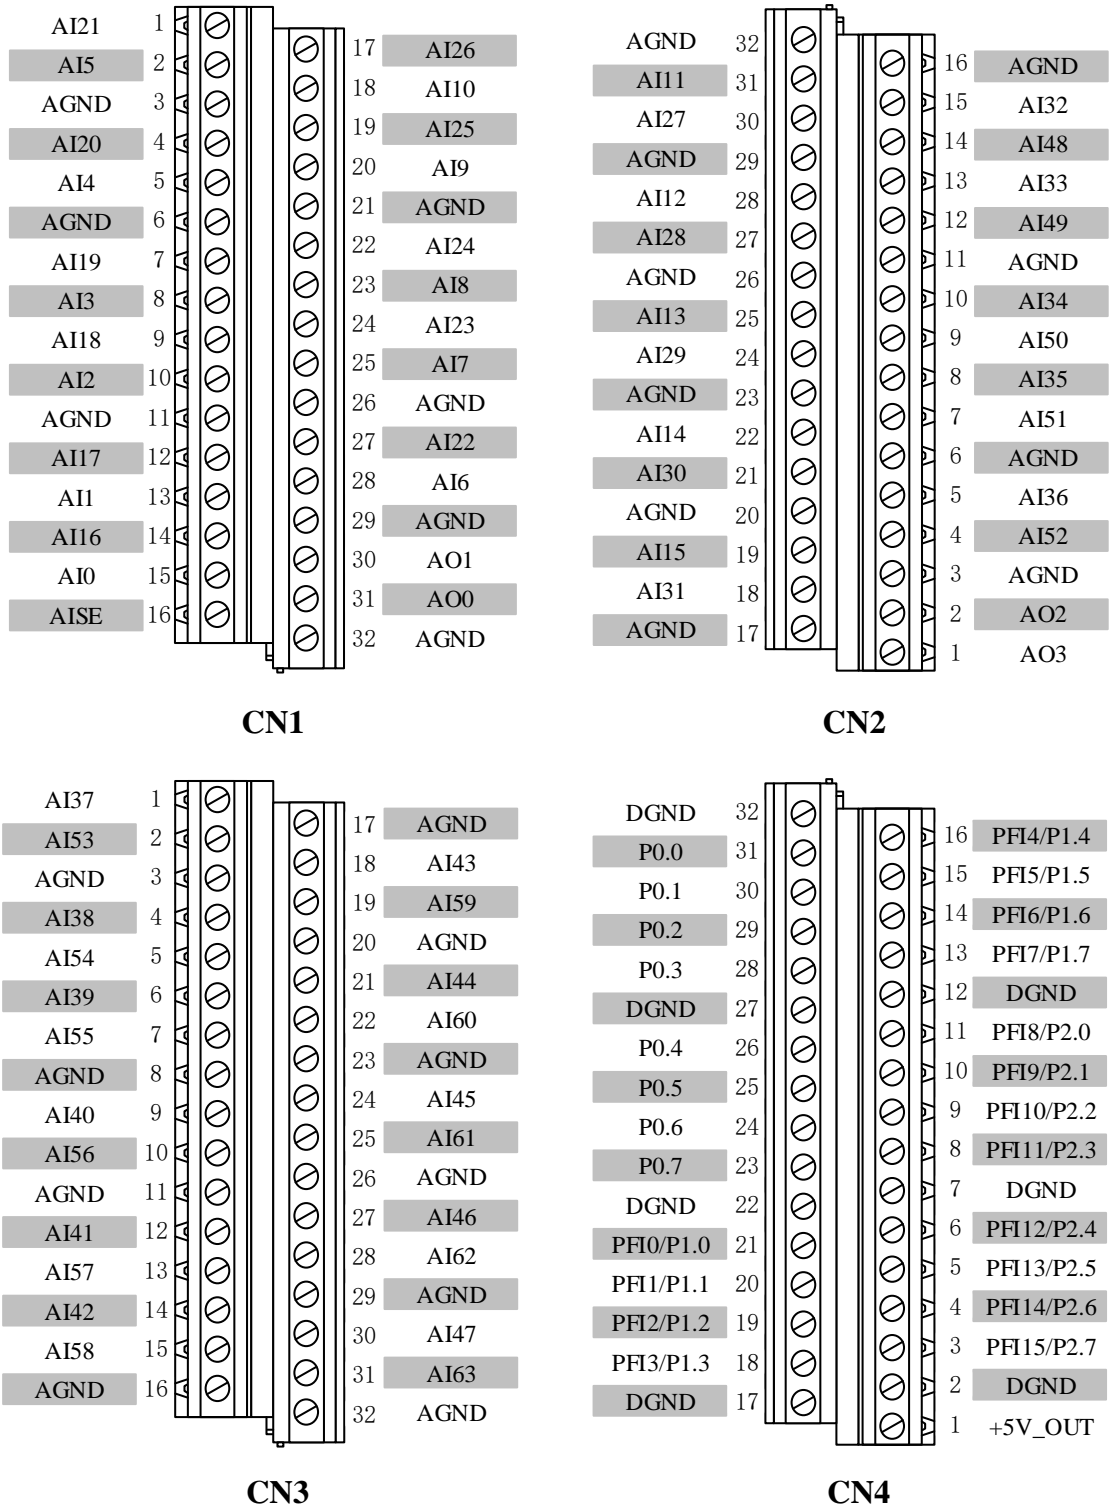 AI21 1
17 AI26
AI5 2
18 AI10
AGND 3
19 AI25
AI20 4
20 AI9
AI4 5
21 AGND
AGND 6
22 AI24
AI19 7
23 AI8
AI3 8
24 AI23
AI18 9
25 AI7
AI2 10
26 AGND
AGND 11
27 AI22
AI17 12
28 AI6
AI1 13
29 AGND
AI16 14
30 AO1
AI0 15
31 AO0
AISE 16
32 AGND
CN1
AGND 32
16 AGND
AI11 31
15 AI32
AI27 30
14 AI48
AGND 29
13 AI33
AI12 28
12 AI49
AI28 27
11 AGND
AGND 26
10 AI34
AI13 25
9 AI50
AI29 24
8 AI35
AGND 23
7 AI51
AI14 22
6 AGND
AI30 21
5 AI36
AGND 20
4 AI52
AI15 19
3 AGND
AI31 18
2 AO2
AGND 17
1 AO3
CN2
AI37 1
17 AGND
AI53 2
18 AI43
AGND 3
19 AI59
AI38 4
20 AGND
AI54 5
21 AI44
AI39 6
22 AI60
AI55 7
23 AGND
AGND 8
24 AI45
AI40 9
25 AI61
AI56 10
26 AGND
AGND 11
27 AI46
AI41 12
28 AI62
AI57 13
29 AGND
AI42 14
30 AI47
AI58 15
31 AI63
AGND 16
32 AGND
CN3
DGND 32
16 PFI4/P1.4
P0.0 31
15 PFI5/P1.5
P0.1 30
14 PFI6/P1.6
P0.2 29
13 PFI7/P1.7
P0.3 28
12 DGND
DGND 27
11 PFI8/P2.0
P0.4 26
10 PFI9/P2.1
P0.5 25
9 PFI10/P2.2
P0.6 24
8 PFI11/P2.3
P0.7 23
7 DGND
DGND 22
6 PFI12/P2.4
PFI0/P1.0 21
5 PFI13/P2.5
PFI1/P1.1 20
4 PFI14/P2.6
PFI2/P1.2 19
3 PFI15/P2.7
PFI3/P1.3 18
2 DGND
DGND 17
1 +5V_OUT
CN4